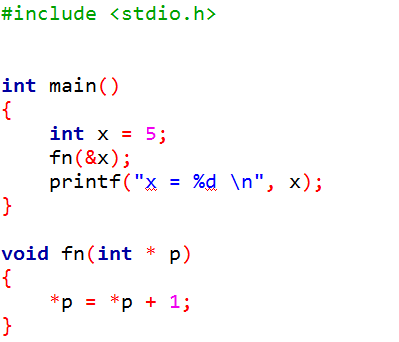 #include <stdio.h>
int main()
{
    int x = 5;
    fn(&x);
    printf("x = %d \n", x);
}
void fn(int * p)
{
    *p = *p + 1;
}